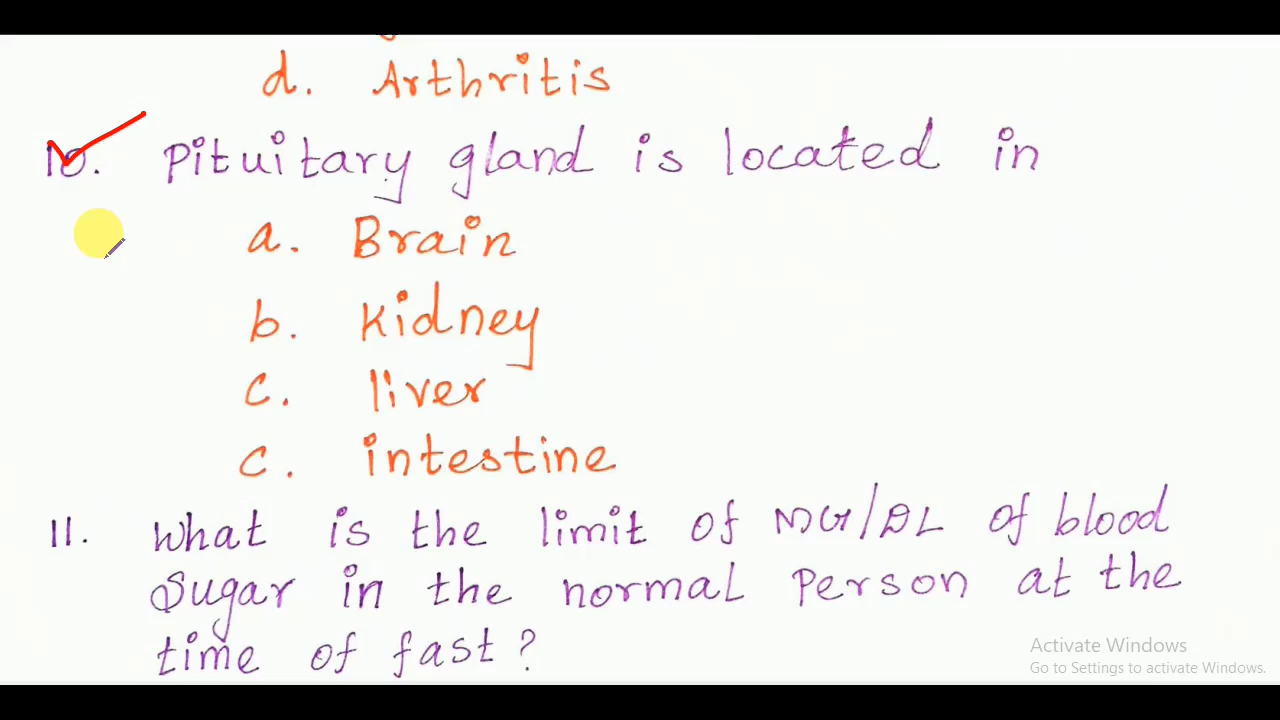 d. Arthritis
10. Pituitary gland is located in
a. Brain
b. Kidney
c. liver
c. intestine
11. What is the limit of MG/DL of blood
Sugar in the normal Person at the
time of fast?
Activate Windows
Go to Settings to activate Windows.